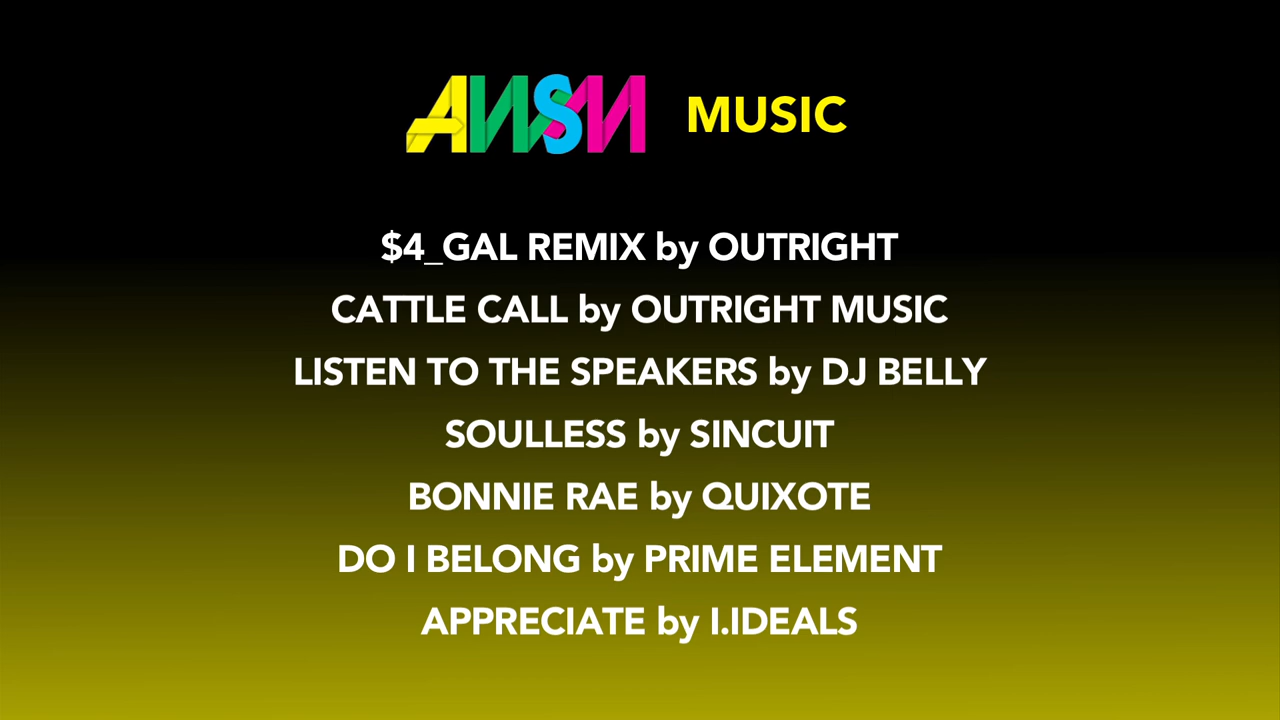 AWSM MUSIC
$4_GAL REMIX by OUTRIGHT
CATTLE CALL by OUTRIGHT MUSIC
LISTEN TO THE SPEAKERS by DJ BELLY
SOULLESS by SINCUIT
BONNIE RAE by QUIXOTE
DO I BELONG by PRIME ELEMENT
APPRECIATE by I.IDEALS